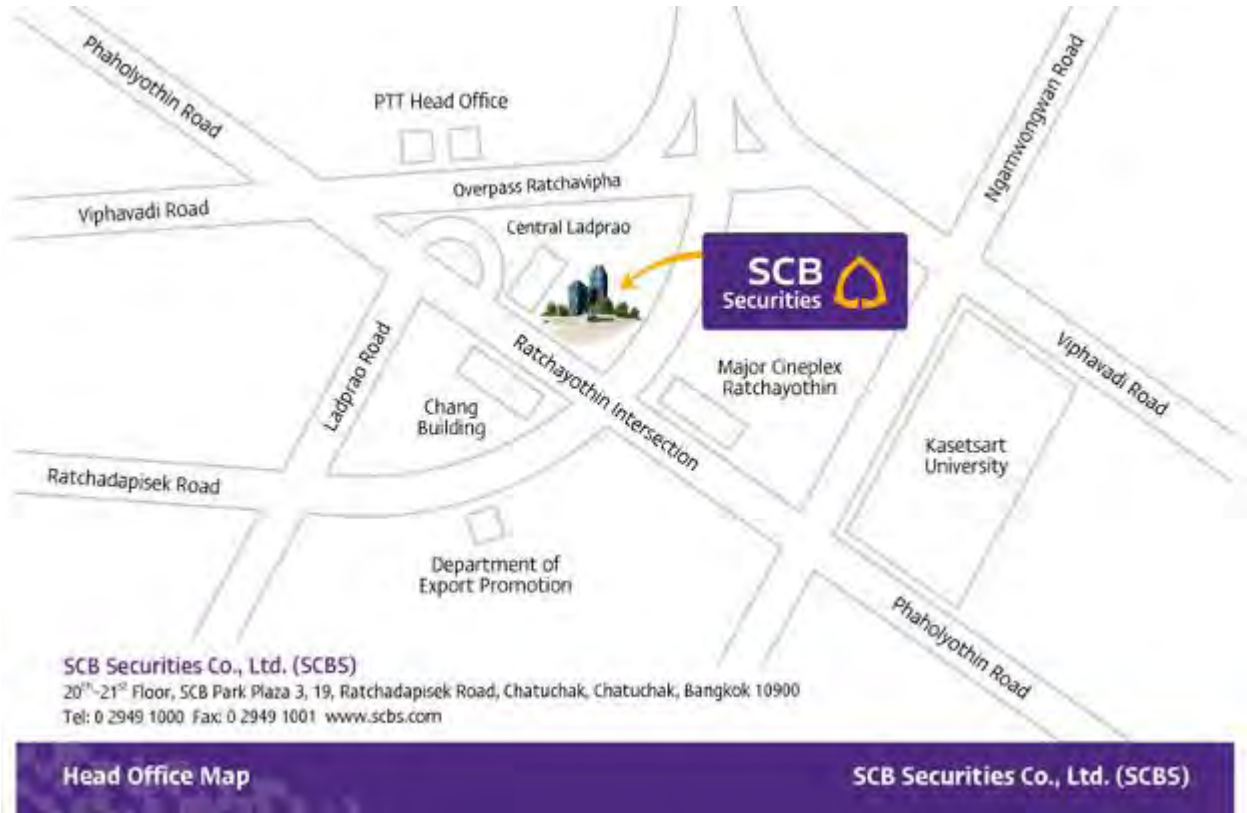 Phaholyothin Road
PTT Head Office
Ngamwongwan Road
Overpass Ratchavipha
Viphavadi Road
Central Ladprao
SCB
Securities
Ratchayothin Intersection
Ladprao Road
Major Cineplex
Ratchayothin
Viphavadi Road
Chang
Building
Kasetsart
University
Ratchadapisek Road
Department of
Export Promotion
Phaholyothin Road
SCB Securities Co., Ltd. (SCBS)
20th-21st Floor, SCB Park Plaza 3, 19, Ratchadapisek Road, Chatuchak, Chatuchak, Bangkok 10900
Tel: 0 2949 1000 Fax: 0 2949 1001 www.scbs.com
Head Office Map
SCB Securities Co., Ltd. (SCBS)